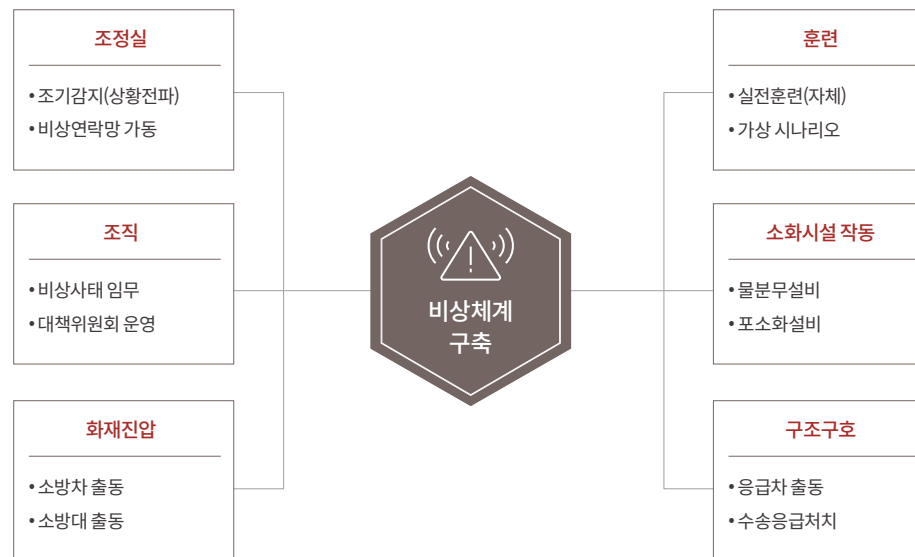 조정실
• 조기감지(상황전파)
• 비상연락망 가동
조직
• 비상사태 임무
• 대책위원회 운영
화재진압
• 소방차 출동
• 소방대 출동
비상체계
구축
훈련
• 실전훈련(자체)
• 가상 시나리오
소화시설 작동
• 물분무설비
• 포소화설비
구조구호
• 응급차 출동
• 수송응급처치